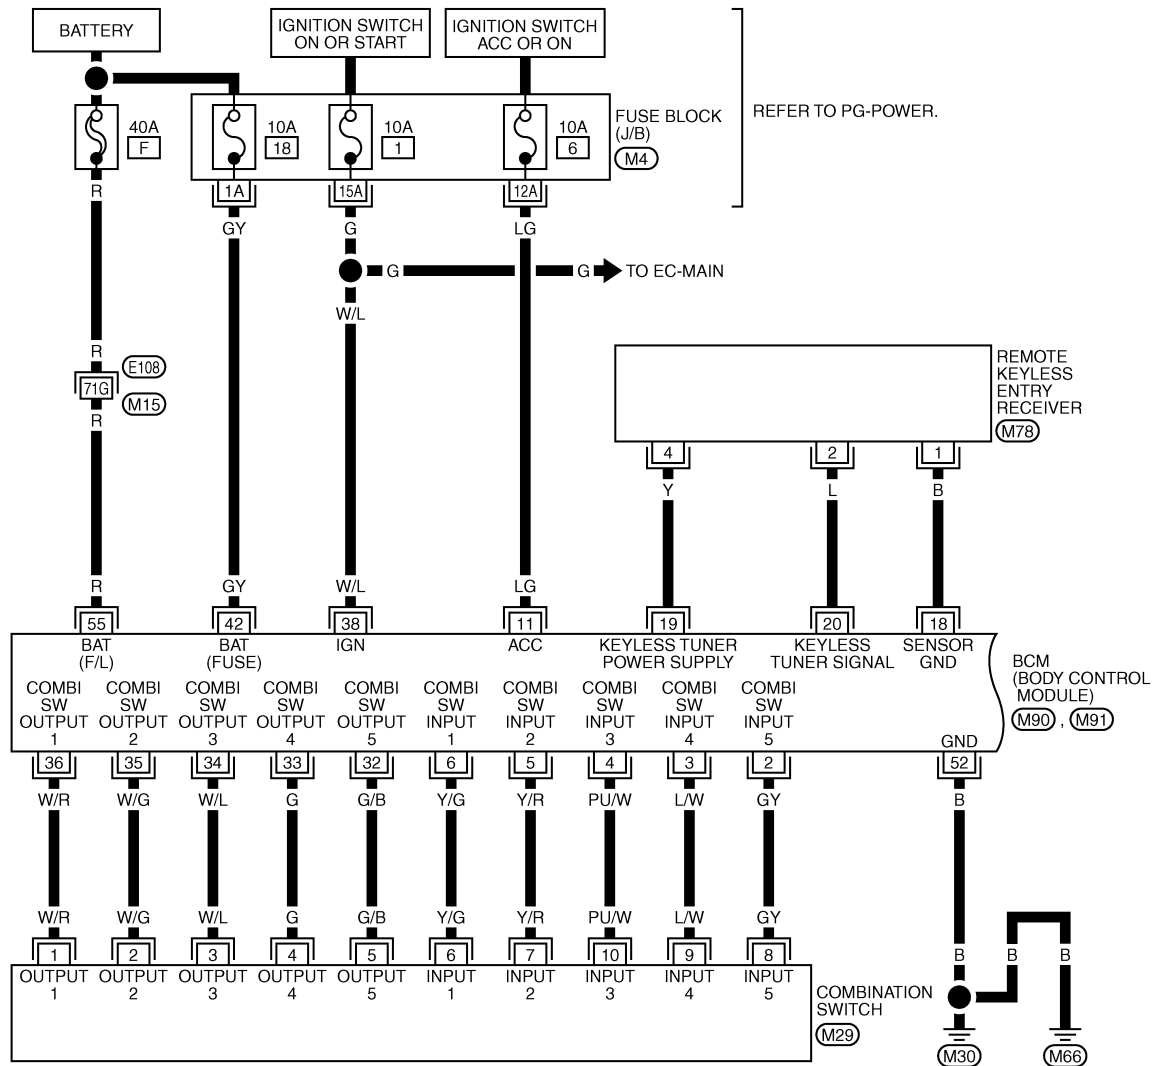 BATTERY
IGNITION SWITCH
ON OR START
IGNITION SWITCH
ACC OR ON
REFER TO PG-POWER.
40A
F
10A
18
10A
1
10A
6
FUSE BLOCK
(J/B)
M4
1A
15A
12A
R
GY
G
LG
G
G
TO EC-MAIN
W/L
R
E108
71G
M15
R
REMOTE
KEYLESS
ENTRY
RECEIVER
M78
4
2
1
Y
L
B
R
GY
W/L
LG
55
42
38
11
19
20
18
BAT
(F/L)
BAT
(FUSE)
IGN
ACC
KEYLESS TUNER
POWER SUPPLY
KEYLESS
TUNER SIGNAL
SENSOR
GND
BCM
(BODY CONTROL
MODULE)
M90 , M91
COMBI
SW
OUTPUT
1
COMBI
SW
OUTPUT
2
COMBI
SW
OUTPUT
3
COMBI
SW
OUTPUT
4
COMBI
SW
OUTPUT
5
COMBI
SW
INPUT
1
COMBI
SW
INPUT
2
COMBI
SW
INPUT
3
COMBI
SW
INPUT
4
COMBI
SW
INPUT
5
GND
36
35
34
33
32
6
5
4
3
2
52
W/R
W/G
W/L
G
G/B
Y/G
Y/R
PU/W
L/W
GY
B
W/R
W/G
W/L
G
G/B
Y/G
Y/R
PU/W
L/W
GY
B
B
B
1
2
3
4
5
6
7
10
9
8
OUTPUT
1
OUTPUT
2
OUTPUT
3
OUTPUT
4
OUTPUT
5
INPUT
1
INPUT
2
INPUT
3
INPUT
4
INPUT
5
COMBINATION
SWITCH
M29
M30
M66